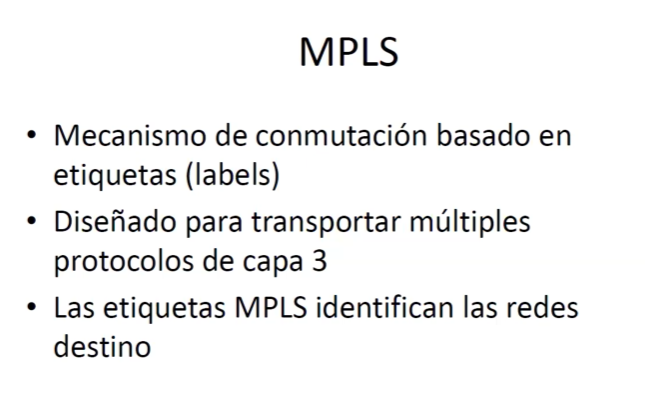 MPLS
• Mecanismo de conmutación basado en
etiquetas (labels)
• Diseñado para transportar múltiples
protocolos de capa 3
• Las etiquetas MPLS identifican las redes
destino